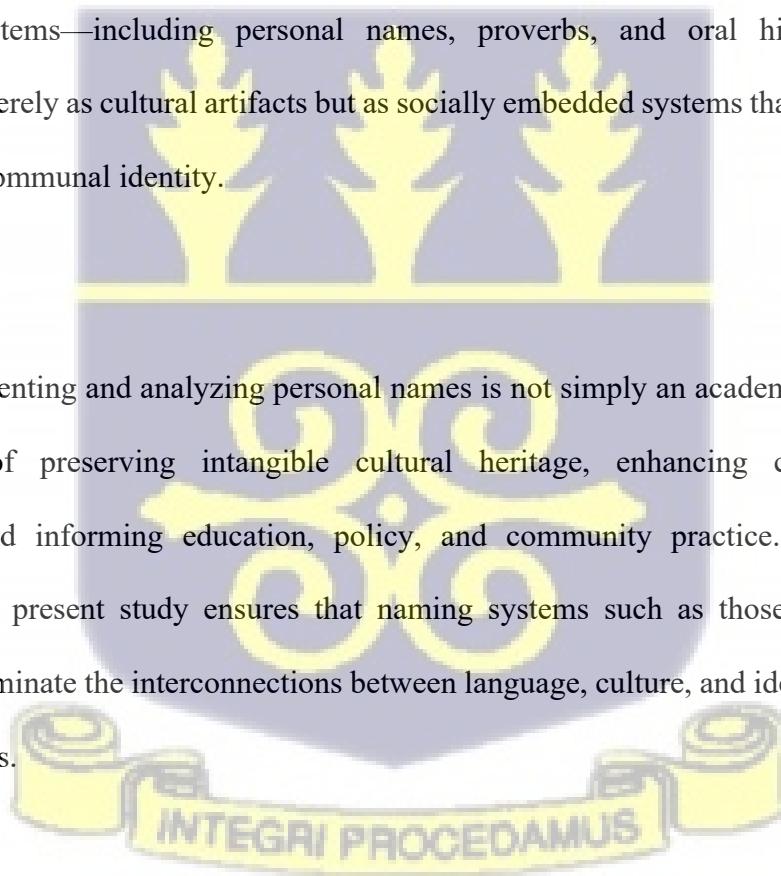 tems—including personal names, proverbs, and oral hi
erely as cultural artifacts but as socially embedded systems tha
ommunal identity.
enting and analyzing personal names is not simply an academ
of preserving intangible cultural heritage, enhancing c
d informing education, policy, and community practice.
present study ensures that naming systems such as those
minate the interconnections between language, culture, and ide
s.
INTEGRI PROCEDAMUS